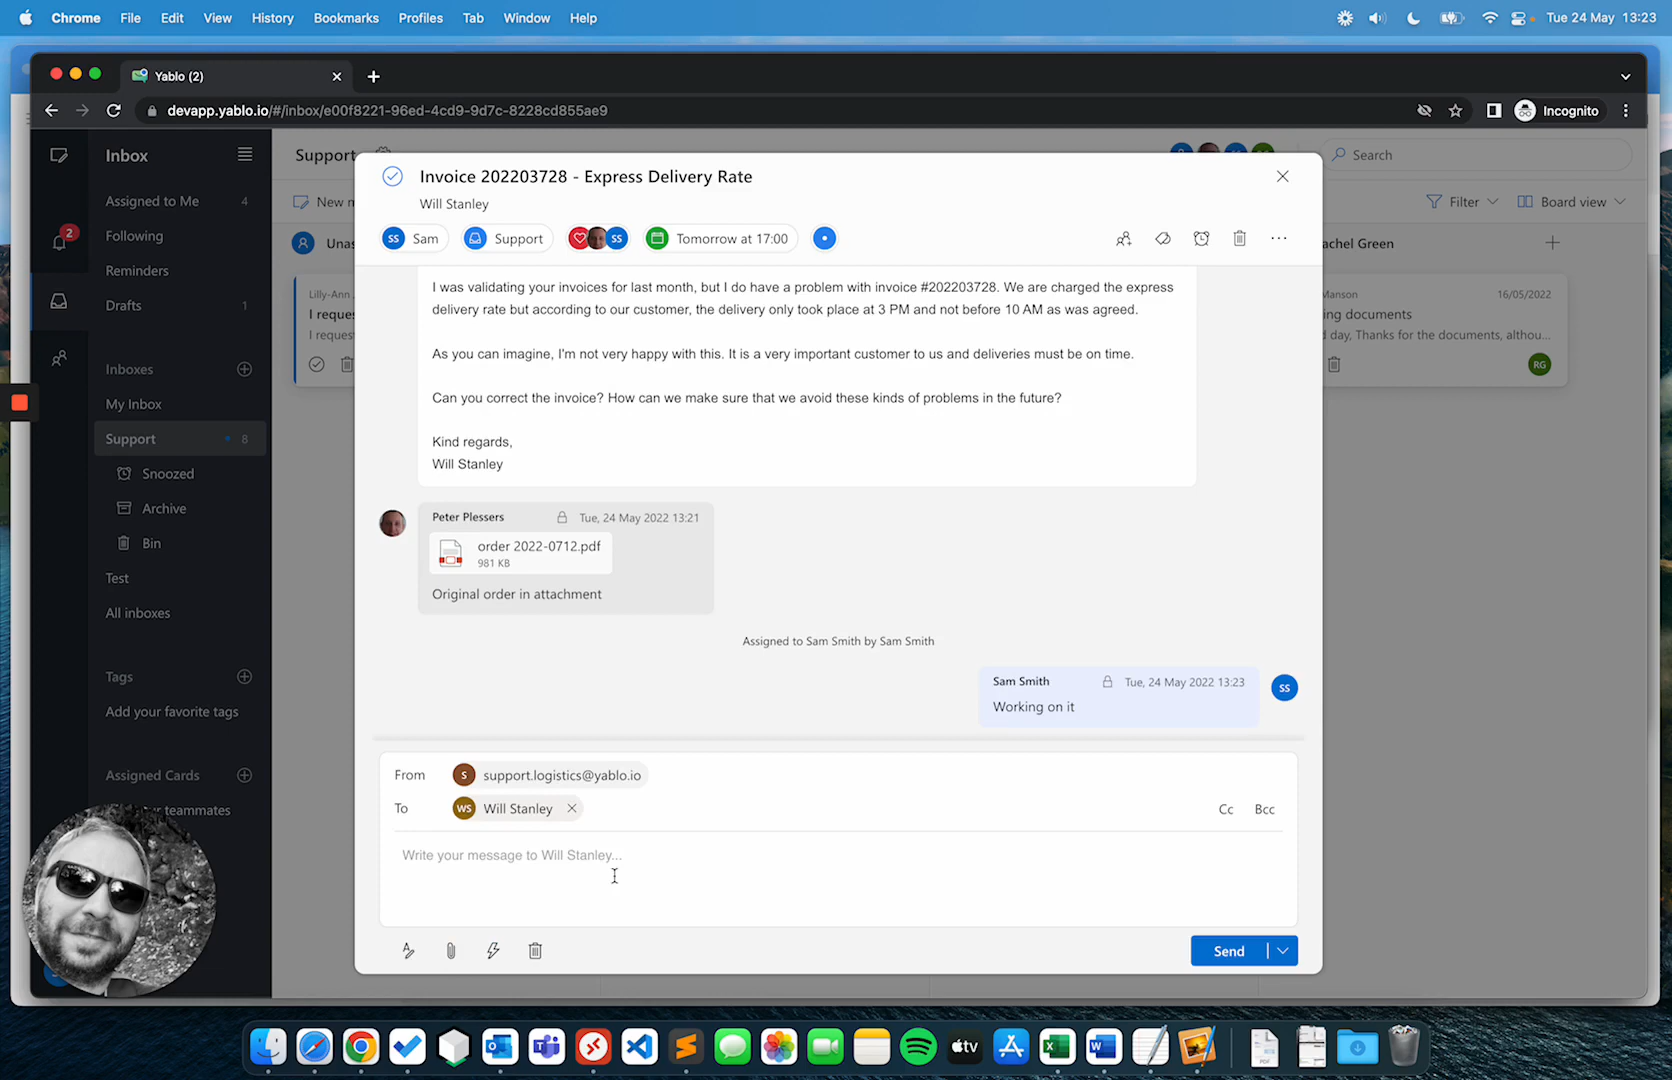 Chrome File Edit View History Bookmarks Profiles Tab Window Help Tue 24 May 13:23
Yablo (2)
devapp.yablo.io/#/inbox/e00f8221-96ed-4cd9-9d7c-8228cd855ae9 Incognito
Inbox
Assigned to Me 4
2
Following
Reminders
Drafts 1
Inboxes
My Inbox
Support 8
Snoozed
Archive
Bin
Test
All inboxes
Tags
Add your favorite tags
Assigned Cards
teammates
Support
Search
New m
Filter Board view
Unas
achel Green
Lilly-Ann
I reques
I request
Manson 16/05/2022
ing documents
d day, Thanks for the documents, althou...
RG
Invoice 202203728 - Express Delivery Rate
Will Stanley
SS Sam Support SS Tomorrow at 17:00
I was validating your invoices for last month, but I do have a problem with invoice #202203728. We are charged the express
delivery rate but according to our customer, the delivery only took place at 3 PM and not before 10 AM as was agreed.
As you can imagine, I'm not very happy with this. It is a very important customer to us and deliveries must be on time.
Can you correct the invoice? How can we make sure that we avoid these kinds of problems in the future?
Kind regards,
Will Stanley
Peter Plessers Tue, 24 May 2022 13:21
order 2022-0712.pdf
981 KB
Original order in attachment
Assigned to Sam Smith by Sam Smith
Sam Smith Tue, 24 May 2022 13:23
SS
Working on it
From S support.logistics@yablo.io
To WS Will Stanley Cc Bcc
Write your message to Will Stanley...
Send
tv